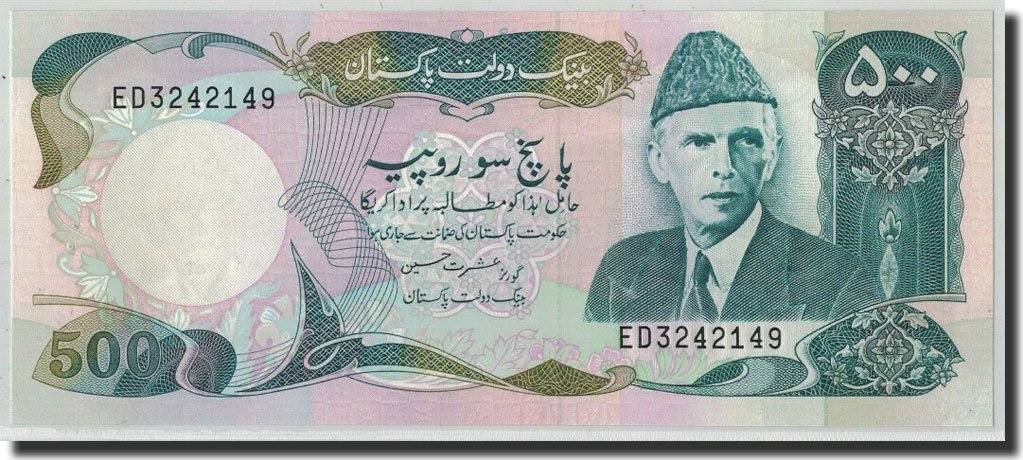 بینک دولت پاکستان
۵۰۰
ED3242149
پانچ سو روپیہ
حامل ہٰذا کو مطالبہ پر ادا کریگا
حکومت پاکستان کی ضمانت سے جاری ہوا
گورنر عشرت حسین
بینک دولت پاکستان
ED3242149
500